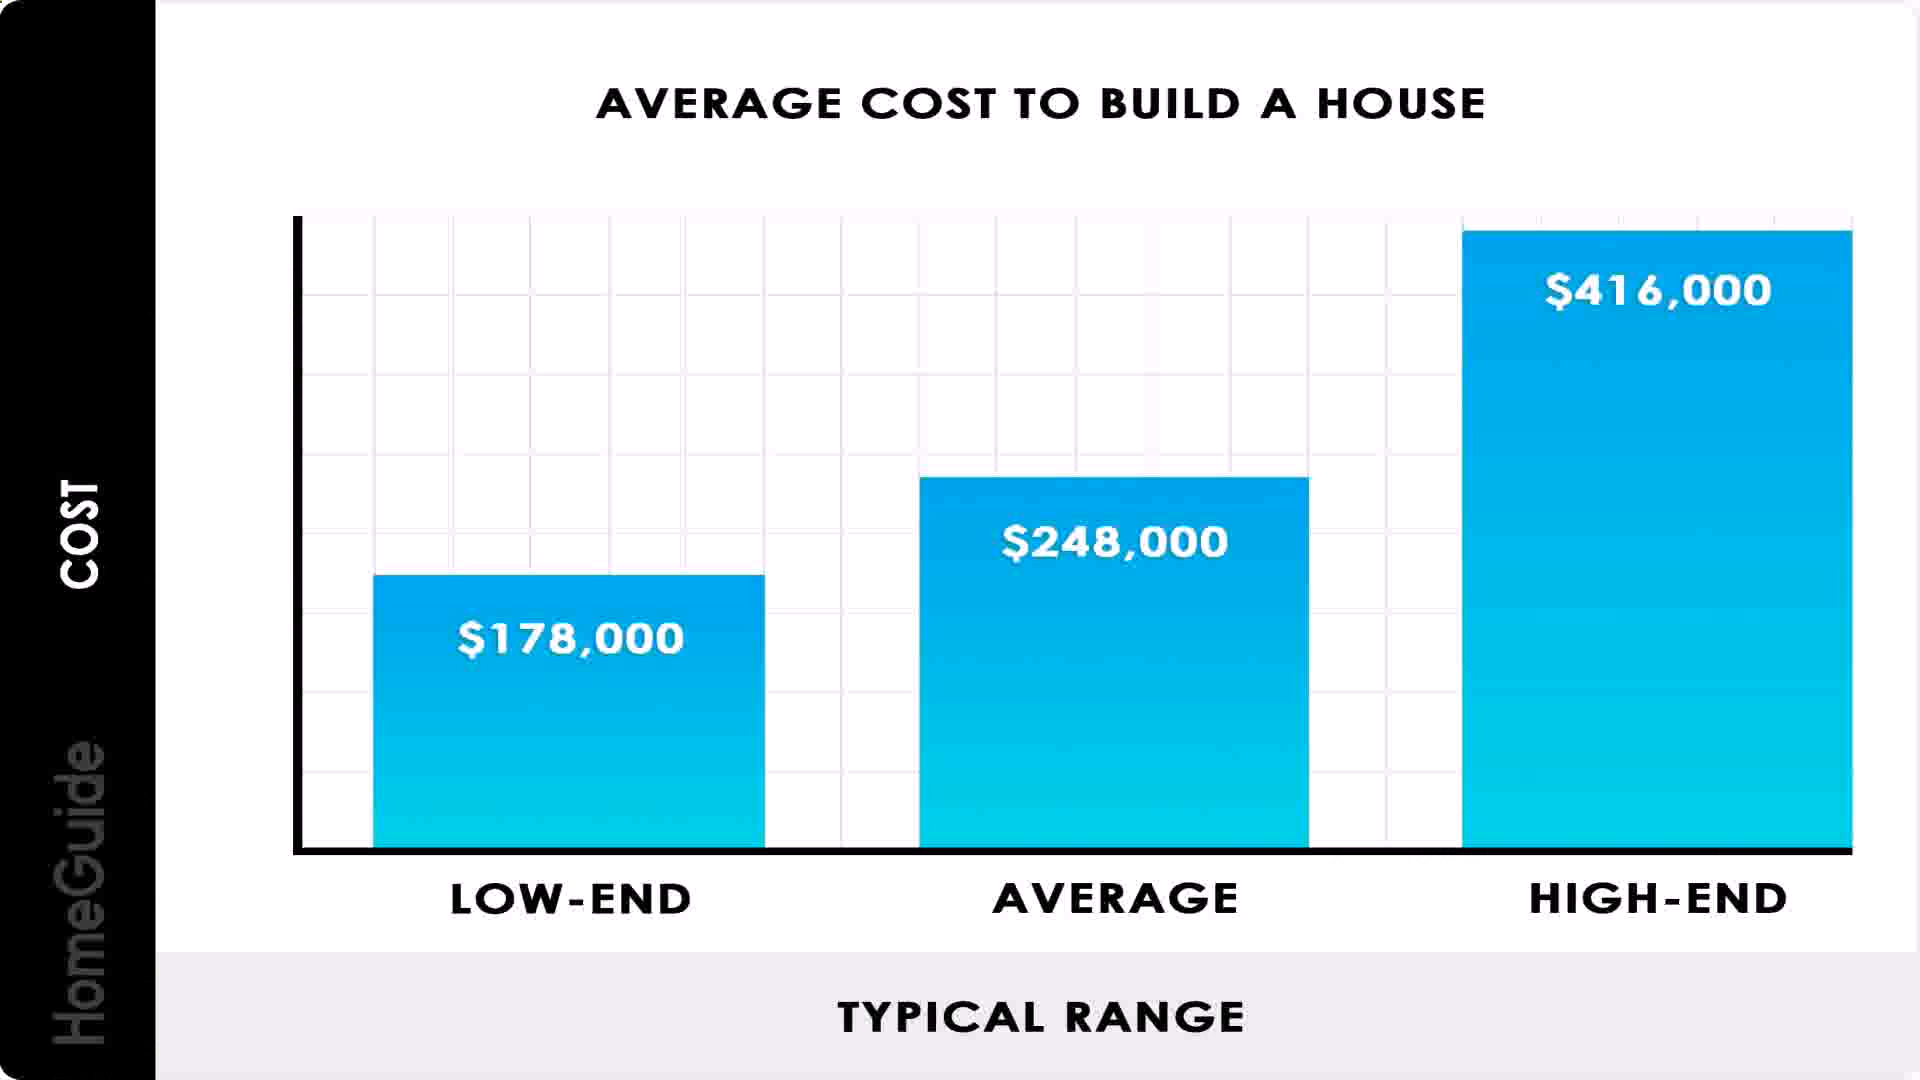 AVERAGE COST TO BUILD A HOUSE
COST
$178,000
$248,000
$416,000
LOW-END
AVERAGE
HIGH-END
TYPICAL RANGE
HomeGuide